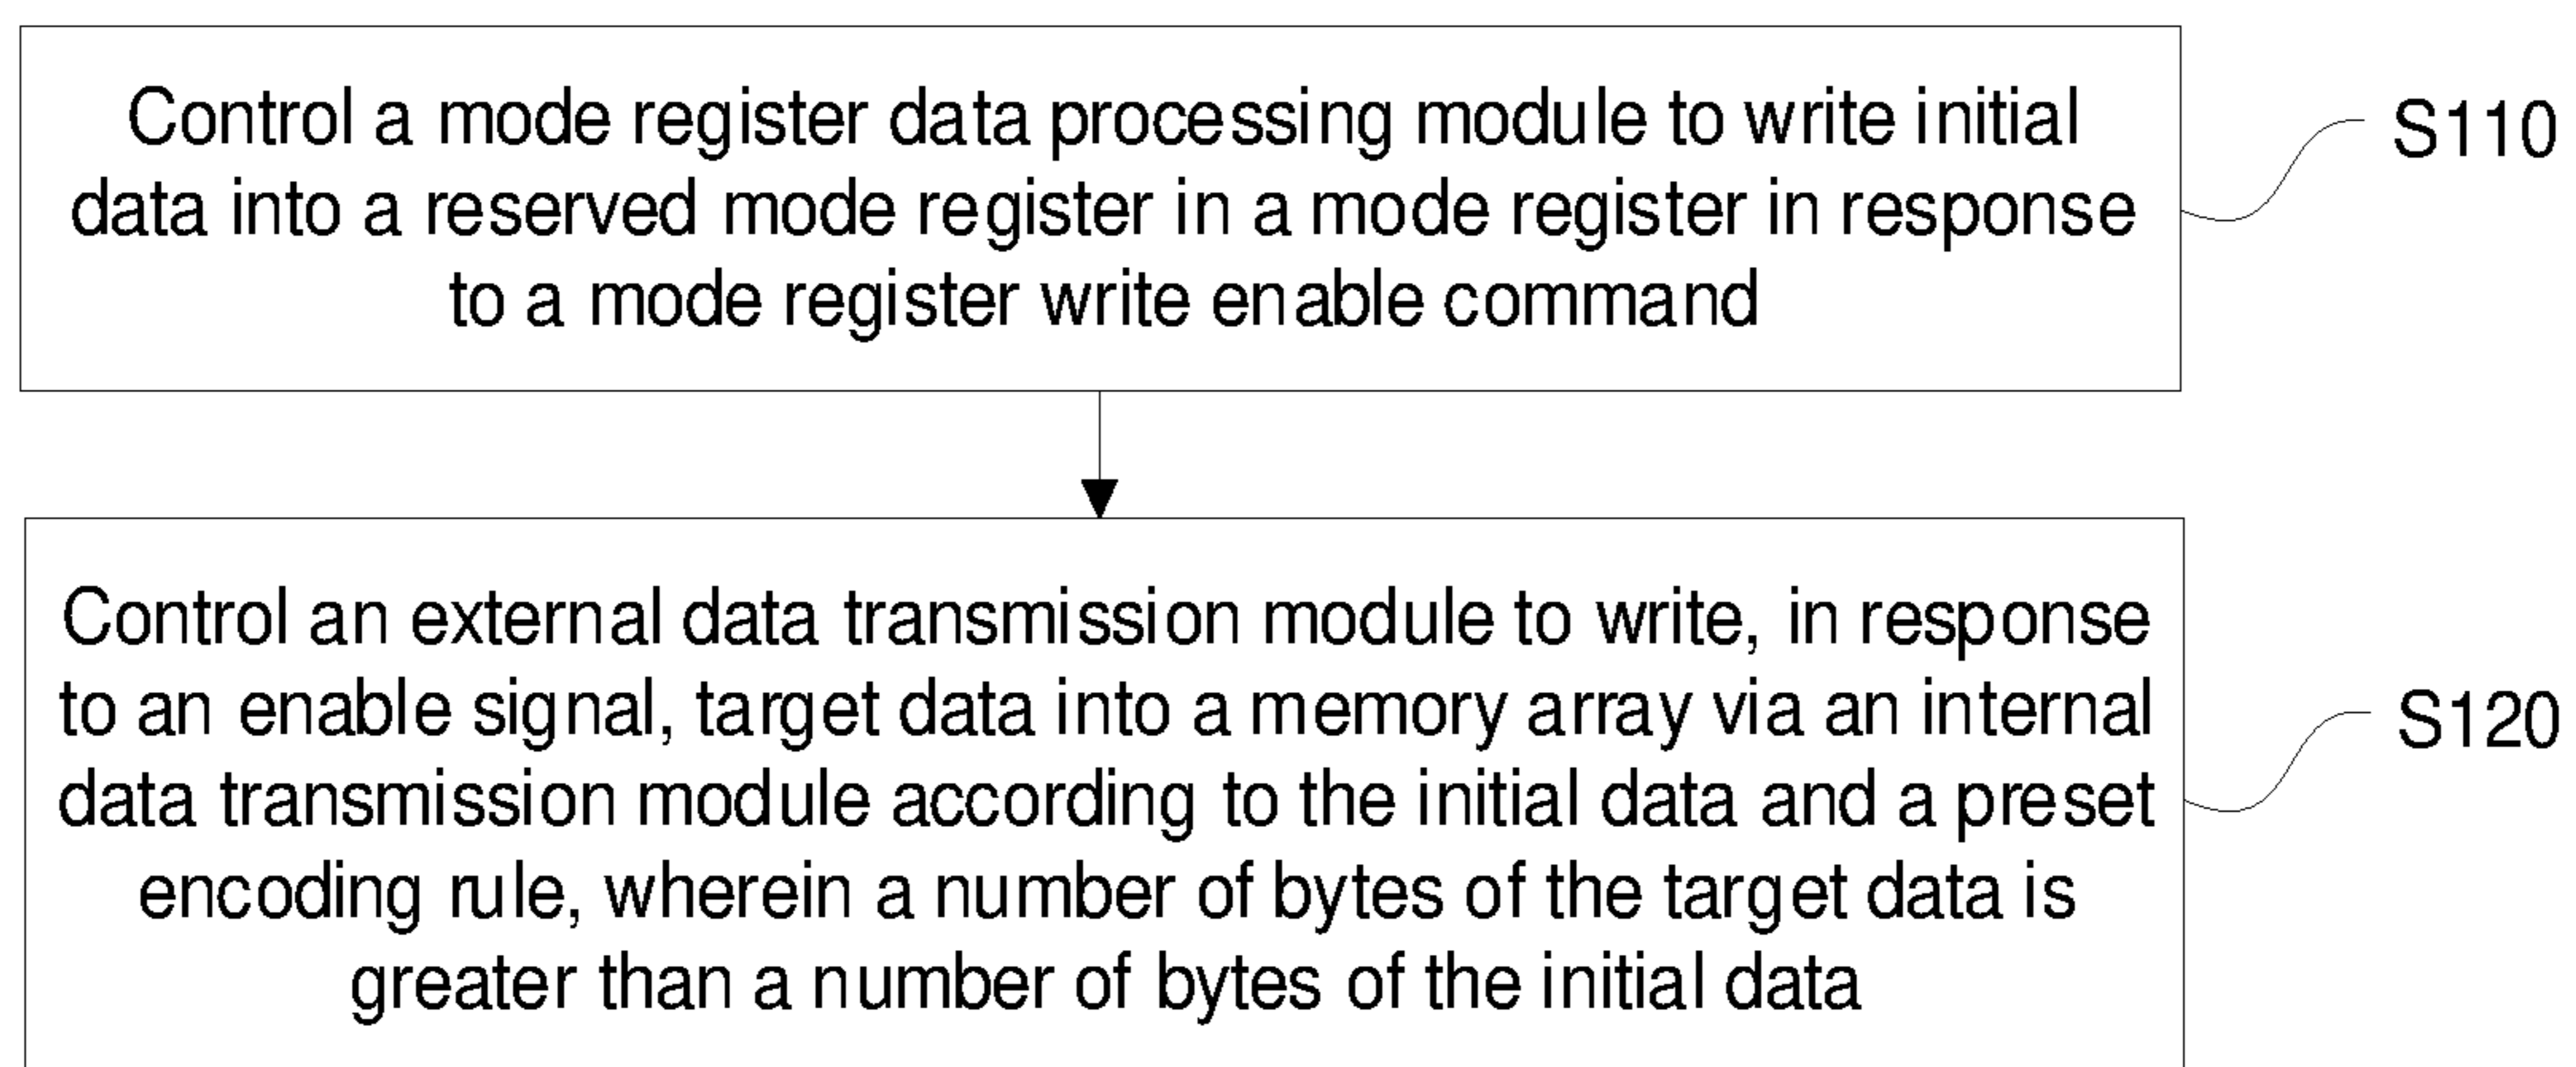 Control a mode register data processing module to write initial
data into a reserved mode register in a mode register in response
to a mode register write enable command
S110
Control an external data transmission module to write, in response
to an enable signal, target data into a memory array via an internal
data transmission module according to the initial data and a preset
encoding rule, wherein a number of bytes of the target data is
greater than a number of bytes of the initial data
S120